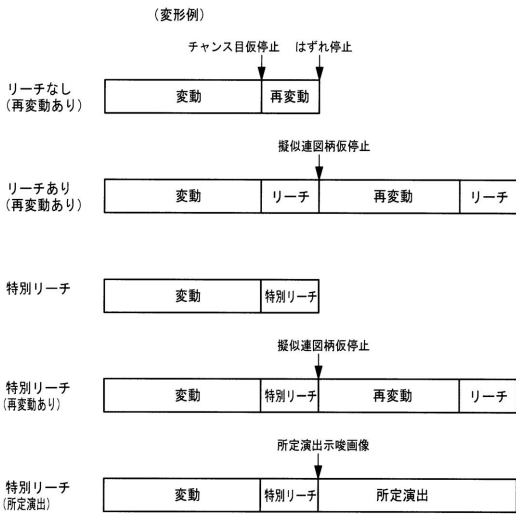 (変形例)
チャンス目仮停止 はずれ停止
リーチなし
(再変動あり)
変動 再変動
擬似連図柄仮停止
リーチあり
(再変動あり)
変動 リーチ 再変動 リーチ
特別リーチ
変動 特別リーチ
擬似連図柄仮停止
特別リーチ
(再変動あり)
変動 特別リーチ 再変動 リーチ
所定演出示唆画像
特別リーチ
(所定演出)
変動 特別リーチ 所定演出